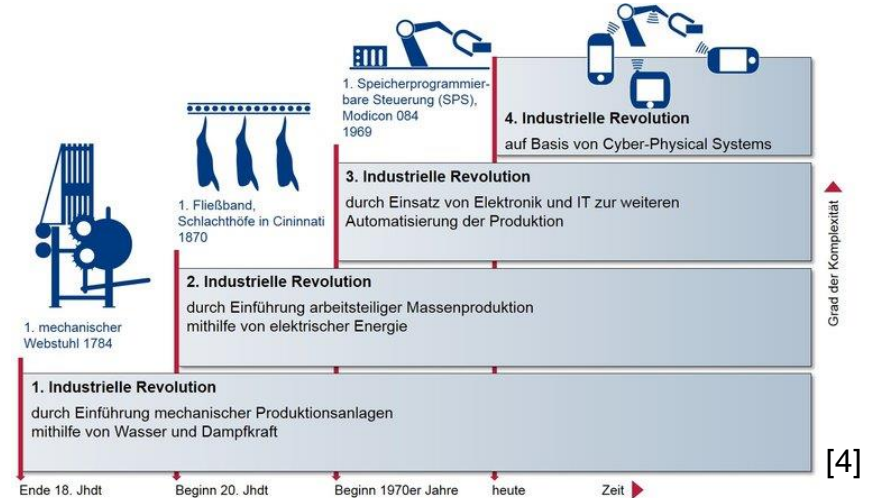 1. Speicherprogrammier-
bare Steuerung (SPS),
Modicon 084
1969
4. Industrielle Revolution
auf Basis von Cyber-Physical Systems
1. Fließband,
Schlachthöfe in Cininnati
1870
3. Industrielle Revolution
durch Einsatz von Elektronik und IT zur weiteren
Automatisierung der Produktion
1. mechanischer
Webstuhl 1784
2. Industrielle Revolution
durch Einführung arbeitsteiliger Massenproduktion
mithilfe von elektrischer Energie
1. Industrielle Revolution
durch Einführung mechanischer Produktionsanlagen
mithilfe von Wasser und Dampfkraft
Grad der Komplexität
[4]
Ende 18. Jhdt
Beginn 20. Jhdt
Beginn 1970er Jahre
heute
Zeit